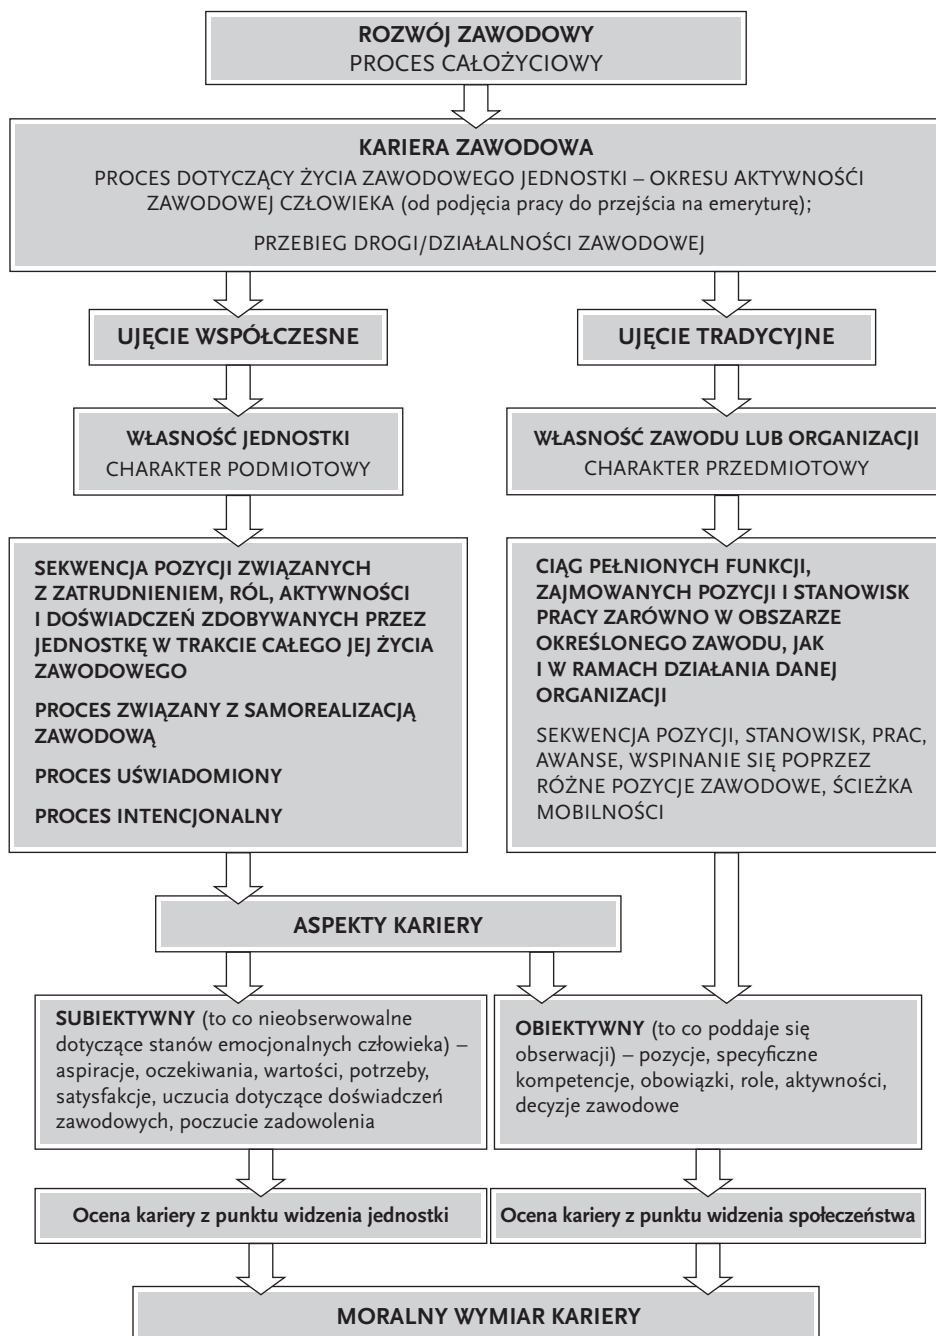 ROZWÓJ ZAWODOWY
PROCES CAŁOŻYCIOWY
KARIERA ZAWODOWA
PROCES DOTYCZĄCY ŻYCIA ZAWODOWEGO JEDNOSTKI – OKRESU AKTYWNOŚĆI
ZAWODOWEJ CZŁOWIEKA (od podjęcia pracy do przejścia na emeryturę);
PRZEBIEG DROGI/DZIAŁALNOŚCI ZAWODOWEJ
UJĘCIE WSPÓŁCZESNE
UJĘCIE TRADYCYJNE
WŁASNOŚĆ JEDNOSTKI
CHARAKTER PODMIOTOWY
WŁASNOŚĆ ZAWODU LUB ORGANIZACJI
CHARAKTER PRZEDMIOTOWY
SEKWENCJA POZYCJI ZWIĄZANYCH
Z ZATRUDNIENIEM, RÓL, AKTYWNOŚCI
I DOŚWIADCZEŃ ZDOBYWANYCH PRZEZ
JEDNOSTKĘ W TRAKCIE CAŁEGO JEJ ŻYCIA
ZAWODOWEGO
PROCES ZWIĄZANY Z SAMOREALIZACJĄ
ZAWODOWĄ
PROCES UŚWIADOMIONY
PROCES INTENCJONALNY
CIĄG PEŁNIONYCH FUNKCJI,
ZAJMOWANYCH POZYCJI I STANOWISK
PRACY ZARÓWNO W OBSZARZE
OKREŚLONEGO ZAWODU, JAK
I W RAMACH DZIAŁANIA DANEJ
ORGANIZACJI
SEKWENCJA POZYCJI, STANOWISK, PRAC,
AWANSE, WSPINANIE SIĘ POPRZEZ
RÓŻNE POZYCJE ZAWODOWE, ŚCIEŻKA
MOBILNOŚCI
ASPEKTY KARIERY
SUBIEKTYWNY (to co nieobserwowalne
dotyczące stanów emocjonalnych człowieka) –
aspiracje, oczekiwania, wartości, potrzeby,
satysfakcje, uczucia dotyczące doświadczeń
zawodowych, poczucie zadowolenia
OBIEKTYWNY (to co poddaje się
obserwacji) – pozycje, specyficzne
kompetencje, obowiązki, role, aktywności,
decyzje zawodowe
Ocena kariery z punktu widzenia jednostki
Ocena kariery z punktu widzenia społeczeństwa
MORALNY WYMIAR KARIERY